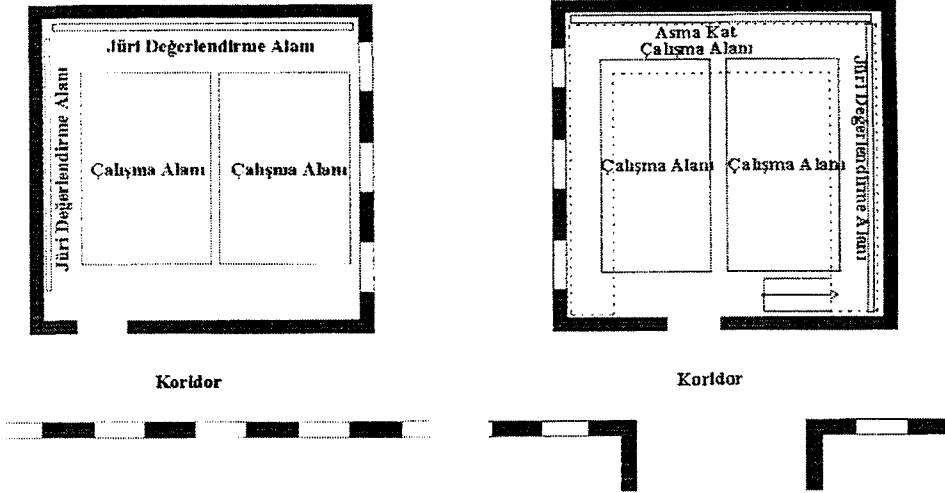 Jüri Değerlendirme Alanı
Jüri Değerlendirme Alanı
Çalışma Alanı
Çalışma Alanı
Koridor
Asma Kat
Çalışma Alanı
Çalışma Alanı
Çalışma Alanı
Jüri Değerlendirme Alanı
Koridor